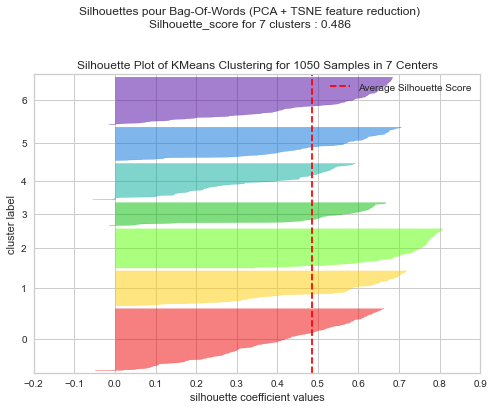 Silhouettes pour Bag-Of-Words (PCA + TSNE feature reduction)
Silhouette_score for 7 clusters : 0.486
Silhouette Plot of KMeans Clustering for 1050 Samples in 7 Centers
Average Silhouette Score
6
5
4
3
2
1
0
cluster label
-0.2 -0.1 0.0 0.1 0.2 0.3 0.4 0.5 0.6 0.7 0.8 0.9
silhouette coefficient values